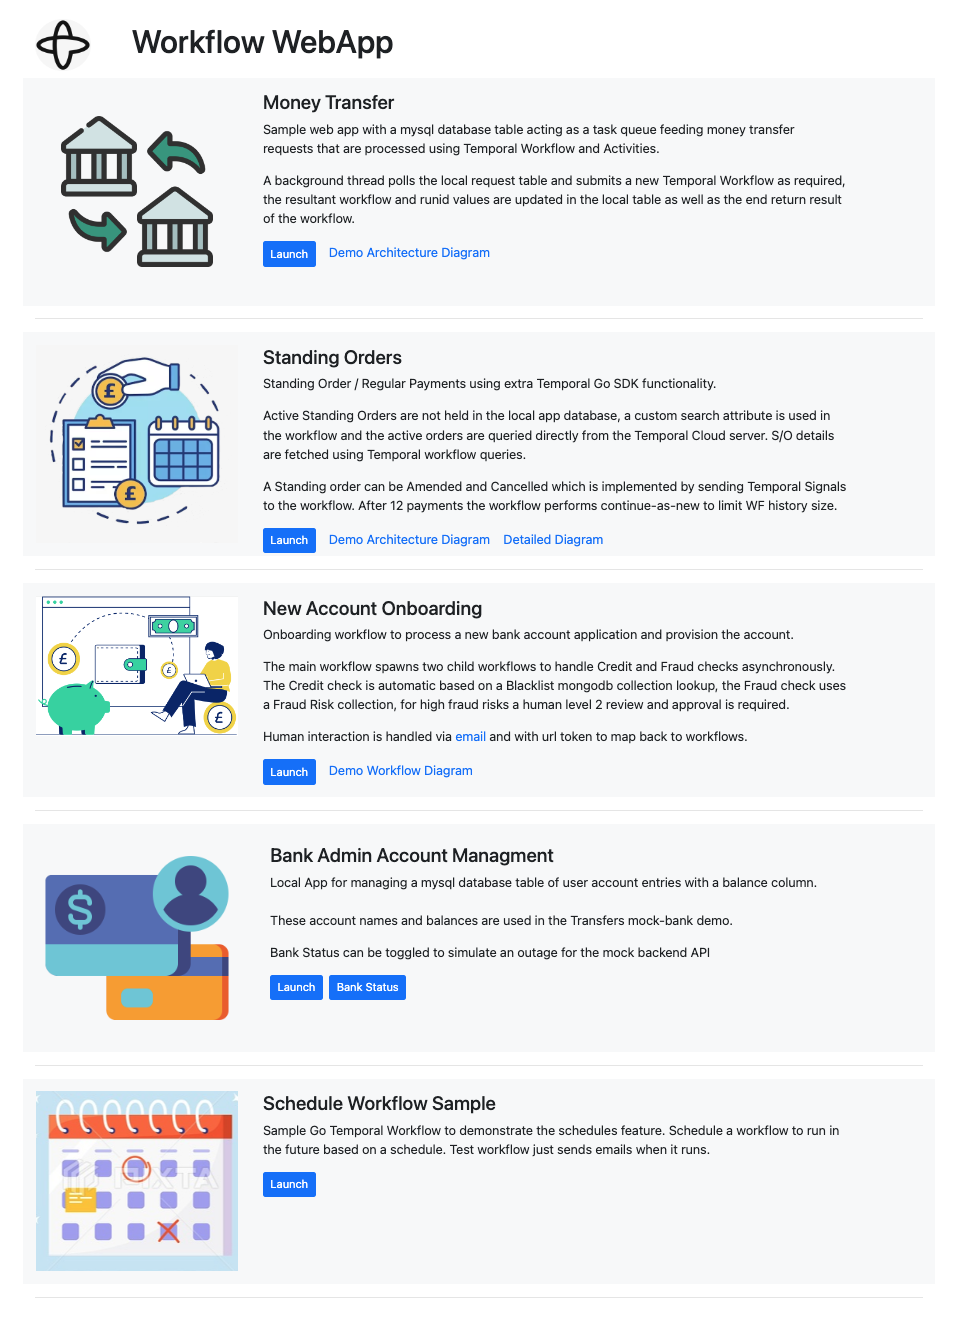 Workflow WebApp
Money Transfer
Sample web app with a mysql database table acting as a task queue feeding money transfer
requests that are processed using Temporal Workflow and Activities.
A background thread polls the local request table and submits a new Temporal Workflow as required,
the resultant workflow and runid values are updated in the local table as well as the end return result
of the workflow.
Launch Demo Architecture Diagram
Standing Orders
Standing Order / Regular Payments using extra Temporal Go SDK functionality.
Active Standing Orders are not held in the local app database, a custom search attribute is used in
the workflow and the active orders are queried directly from the Temporal Cloud server. S/O details
are fetched using Temporal workflow queries.
A Standing order can be Amended and Cancelled which is implemented by sending Temporal Signals
to the workflow. After 12 payments the workflow performs continue-as-new to limit WF history size.
£
£
Launch Demo Architecture Diagram Detailed Diagram
New Account Onboarding
Onboarding workflow to process a new bank account application and provision the account.
The main workflow spawns two child workflows to handle Credit and Fraud checks asynchronously.
The Credit check is automatic based on a Blacklist mongodb collection lookup, the Fraud check uses
a Fraud Risk collection, for high fraud risks a human level 2 review and approval is required.
Human interaction is handled via email and with url token to map back to workflows.
£
£
£
Launch Demo Workflow Diagram
Bank Admin Account Managment
Local App for managing a mysql database table of user account entries with a balance column.
These account names and balances are used in the Transfers mock-bank demo.
Bank Status can be toggled to simulate an outage for the mock backend API
$
Launch Bank Status
Schedule Workflow Sample
Sample Go Temporal Workflow to demonstrate the schedules feature. Schedule a workflow to run in
the future based on a schedule. Test workflow just sends emails when it runs.
PIXTA
Launch